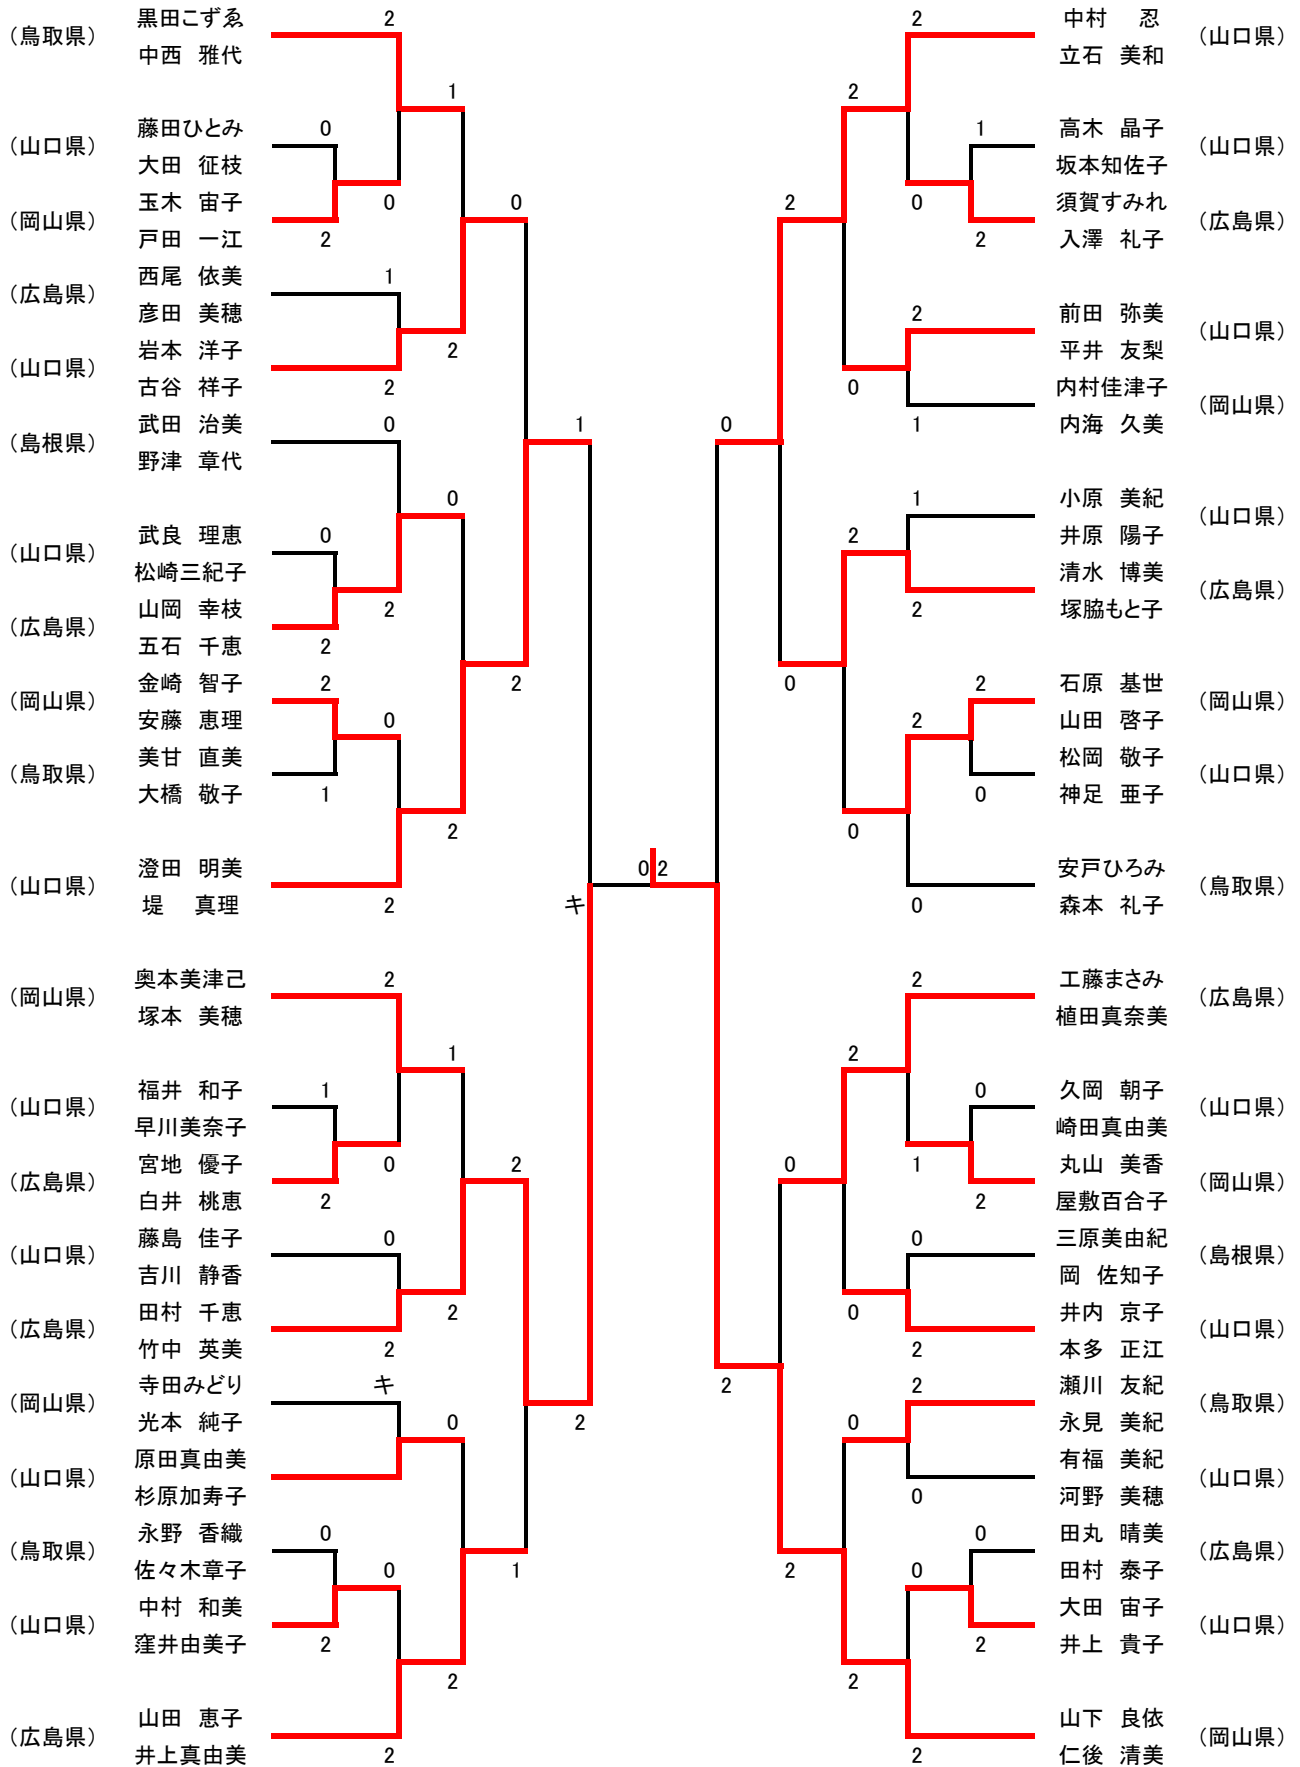 黒田こずゑ
2
(鳥取県)
中西 雅代
1
藤田ひとみ
0
(山口県)
大田 征枝
玉木 宙子
0
0
(岡山県)
戸田 一江
2
西尾 依美
1
(広島県)
彦田 美穂
岩本 洋子
2
(山口県)
古谷 祥子
2
武田 治美
0
1
(島根県)
野津 章代
0
武良 理恵
0
(山口県)
松崎三紀子
山岡 幸枝
2
(広島県)
五石 千恵
2
金崎 智子
2
2
(岡山県)
安藤 恵理
0
美甘 直美
(鳥取県)
大橋 敬子
1
2
澄田 明美
0
2
(山口県)
堤 真理
2
キ
奥本美津己
2
(岡山県)
塚本 美穂
1
福井 和子
1
(山口県)
早川美奈子
宮地 優子
0
2
(広島県)
白井 桃恵
2
藤島 佳子
0
(山口県)
吉川 静香
田村 千恵
2
(広島県)
竹中 英美
2
寺田みどり
キ
(岡山県)
光本 純子
0
2
原田真由美
(山口県)
杉原加寿子
永野 香織
0
(鳥取県)
佐々木章子
0
1
中村 和美
(山口県)
窪井由美子
2
2
山田 恵子
(広島県)
井上真由美
2
2
中村 忍
(山口県)
立石 美和
2
1
高木 晶子
(山口県)
坂本知佐子
2
0
須賀すみれ
(広島県)
2
入澤 礼子
2
前田 弥美
(山口県)
平井 友梨
0
内村佳津子
(岡山県)
0
1
内海 久美
1
小原 美紀
(山口県)
2
井原 陽子
清水 博美
(広島県)
2
塚脇もと子
0
2
石原 基世
(岡山県)
2
山田 啓子
松岡 敬子
(山口県)
0
神足 亜子
0
安戸ひろみ
(鳥取県)
0
森本 礼子
2
工藤まさみ
(広島県)
植田真奈美
2
0
久岡 朝子
(山口県)
崎田真由美
0
1
丸山 美香
(岡山県)
2
屋敷百合子
0
三原美由紀
(島根県)
岡 佐知子
0
井内 京子
(山口県)
2
本多 正江
2
2
瀬川 友紀
(鳥取県)
0
永見 美紀
有福 美紀
(山口県)
0
河野 美穂
0
田丸 晴美
(広島県)
2
0
田村 泰子
大田 宙子
(山口県)
2
井上 貴子
2
山下 良依
(岡山県)
2
仁後 清美